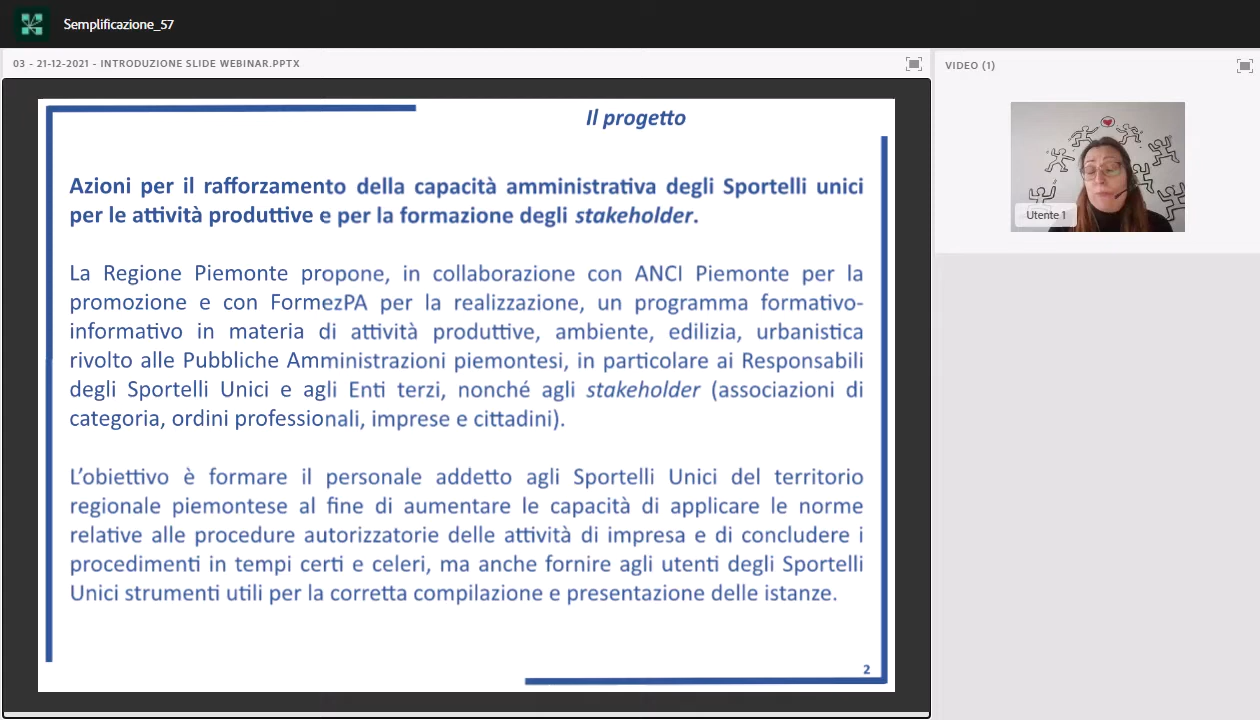 Semplificazione_57
03 - 21-12-2021 - INTRODUZIONE SLIDE WEBINAR.PPTX
VIDEO (1)
Il progetto
Azioni per il rafforzamento della capacità amministrativa degli Sportelli unici
per le attività produttive e per la formazione degli stakeholder.
La Regione Piemonte propone, in collaborazione con ANCI Piemonte per la
promozione e con FormezPA per la realizzazione, un programma formativo-
informativo in materia di attività produttive, ambiente, edilizia, urbanistica
rivolto alle Pubbliche Amministrazioni piemontesi, in particolare ai Responsabili
degli Sportelli Unici e agli Enti terzi, nonché agli stakeholder (associazioni di
categoria, ordini professionali, imprese e cittadini).
L'obiettivo è formare il personale addetto agli Sportelli Unici del territorio
regionale piemontese al fine di aumentare le capacità di applicare le norme
relative alle procedure autorizzatorie delle attività di impresa e di concludere i
procedimenti in tempi certi e celeri, ma anche fornire agli utenti degli Sportelli
Unici strumenti utili per la corretta compilazione e presentazione delle istanze.
2
Utente 1